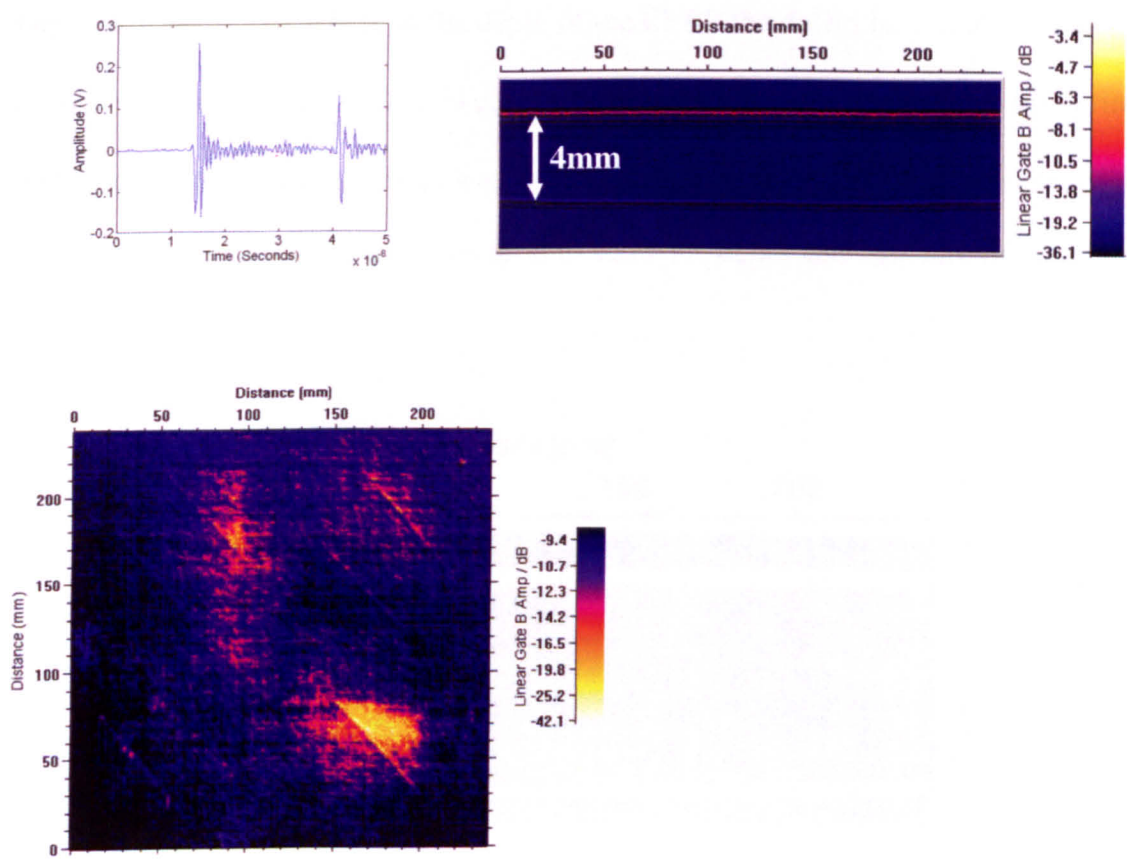 0.3
0.2
0.1
0
-0.1
-0.2
Amplitude (V)
0 1 2 3 4 5
Time (Seconds)
x 10⁻⁶
Distance (mm)
0 50 100 150 200
4mm
Linear Gate B Amp / dB
-3.4
-4.7
-6.3
-8.1
-10.5
-13.8
-19.2
-36.1
Distance (mm)
0 50 100 150 200
Distance (mm)
200
150
100
50
0
Linear Gate B Amp / dB
-9.4
-10.7
-12.3
-14.2
-16.5
-19.8
-25.2
-42.1